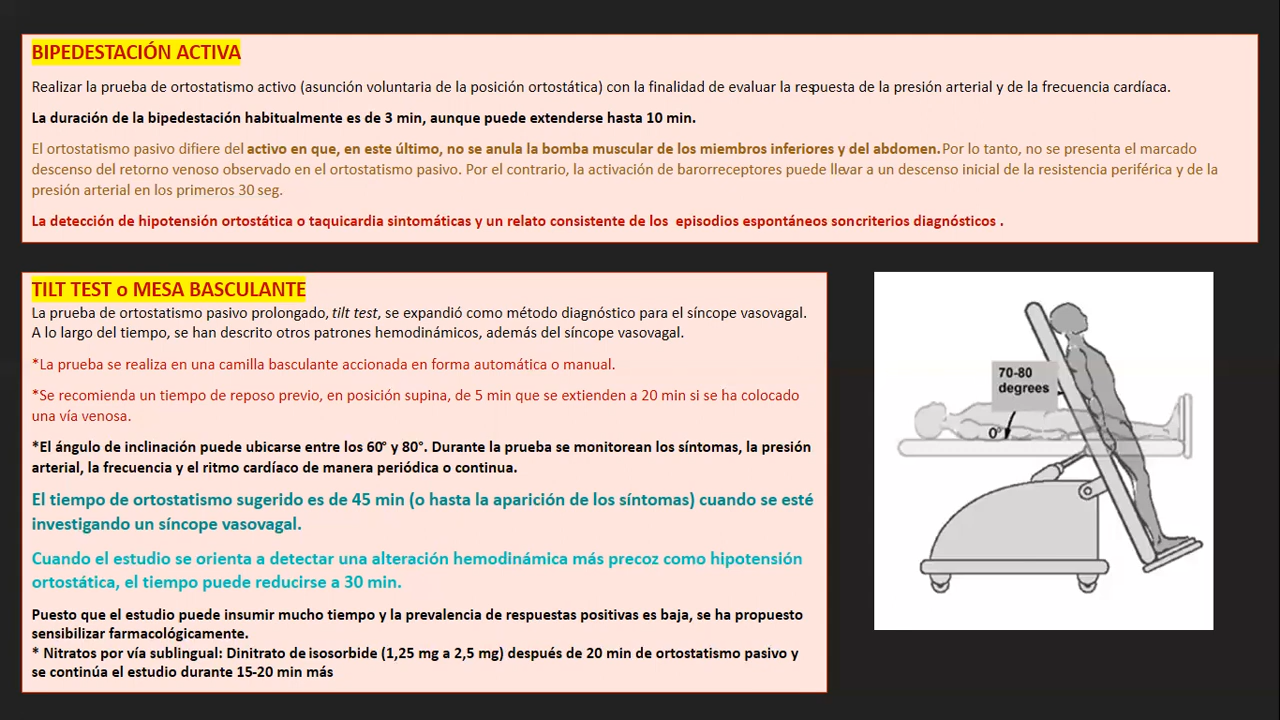 BIPEDESTACIÓN ACTIVA
Realizar la prueba de ortostatismo activo (asunción voluntaria de la posición ortostática) con la finalidad de evaluar la respuesta de la presión arterial y de la frecuencia cardíaca.
La duración de la bipedestación habitualmente es de 3 min, aunque puede extenderse hasta 10 min.
El ortostatismo pasivo difiere del activo en que, en este último, no se anula la bomba muscular de los miembros inferiores y del abdomen. Por lo tanto, no se presenta el marcado
descenso del retorno venoso observado en el ortostatismo pasivo. Por el contrario, la activación de barorreceptores puede llevar a un descenso inicial de la resistencia periférica y de la
presión arterial en los primeros 30 seg.
La detección de hipotensión ortostática o taquicardia sintomáticas y un relato consistente de los episodios espontáneos soncriterios diagnósticos .
TILT TEST o MESA BASCULANTE
La prueba de ortostatismo pasivo prolongado, tilt test, se expandió como método diagnóstico para el síncope vasovagal.
A lo largo del tiempo, se han descrito otros patrones hemodinámicos, además del síncope vasovagal.
*La prueba se realiza en una camilla basculante accionada en forma automática o manual.
*Se recomienda un tiempo de reposo previo, en posición supina, de 5 min que se extienden a 20 min si se ha colocado
una vía venosa.
*El ángulo de inclinación puede ubicarse entre los 60° y 80°. Durante la prueba se monitorean los síntomas, la presión
arterial, la frecuencia y el ritmo cardíaco de manera periódica o continua.
El tiempo de ortostatismo sugerido es de 45 min (o hasta la aparición de los síntomas) cuando se esté
investigando un síncope vasovagal.
Cuando el estudio se orienta a detectar una alteración hemodinámica más precoz como hipotensión
ortostática, el tiempo puede reducirse a 30 min.
Puesto que el estudio puede insumir mucho tiempo y la prevalencia de respuestas positivas es baja, se ha propuesto
sensibilizar farmacológicamente.
* Nitratos por vía sublingual: Dinitrato de isosorbide (1,25 mg a 2,5 mg) después de 20 min de ortostatismo pasivo y
se continúa el estudio durante 15-20 min más
70-80
degrees
0°